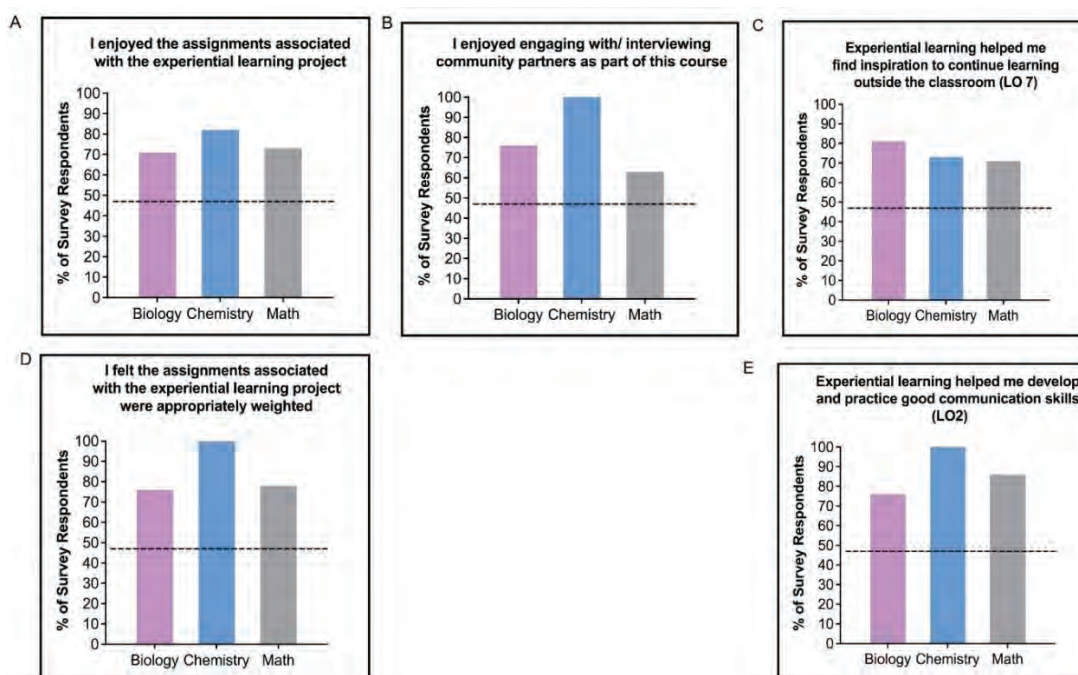 A
I enjoyed the assignments associated
with the experiential learning project
% of Survey Respondents
100
90
80
70
60
50
40
30
20
10
0
Biology Chemistry Math
B
I enjoyed engaging with/ interviewing
community partners as part of this course
% of Survey Respondents
100
90
80
70
60
50
40
30
20
10
0
Biology Chemistry Math
C
Experiential learning helped me
find inspiration to continue learning
outside the classroom (LO 7)
% of Survey Respondents
100
90
80
70
60
50
40
30
20
10
0
Biology Chemistry Math
D
I felt the assignments associated
with the experiential learning project
were appropriately weighted
% of Survey Respondents
100
90
80
70
60
50
40
30
20
10
0
Biology Chemistry Math
E
Experiential learning helped me develop
and practice good communication skills
(LO2)
% of Survey Respondents
100
90
80
70
60
50
40
30
20
10
0
Biology Chemistry Math